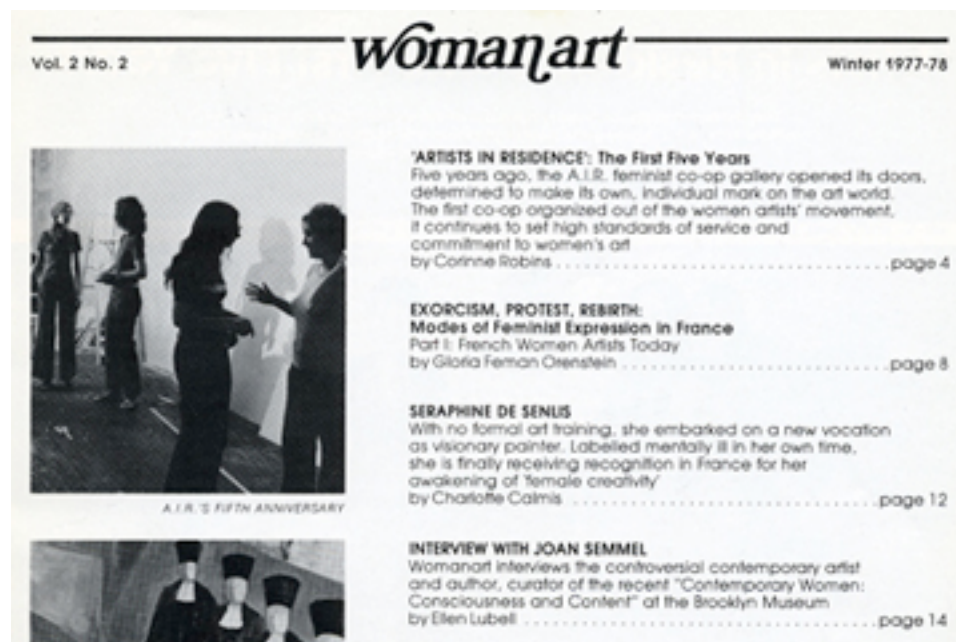 womanart
Vol. 2 No. 2
Winter 1977-78
'ARTISTS IN RESIDENCE': The First Five Years
Five years ago, the A.I.R. feminist co-op gallery opened its doors,
determined to make its own, individual mark on the art world.
The first co-op organized out of the women artists' movement,
it continues to set high standards of service and
commitment to women's art
by Corinne Robins . . . . . . . . . . . . . . . . . . . . . . . . . . . . . . . . . . page 4
EXORCISM, PROTEST, REBIRTH:
Modes of Feminist Expression in France
Part I: French Women Artists Today
by Gloria Feman Orenstein . . . . . . . . . . . . . . . . . . . . . . . . . . . page 8
SERAPHINE DE SENLIS
With no formal art training, she embarked on a new vocation
as visionary painter. Labelled mentally ill in her own time,
she is finally receiving recognition in France for her
awakening of 'female creativity'
by Charlotte Calmis . . . . . . . . . . . . . . . . . . . . . . . . . . . . . . . page 12
A.I.R.'S FIFTH ANNIVERSARY
INTERVIEW WITH JOAN SEMMEL
Womanart interviews the controversial contemporary artist
and author, curator of the recent "Contemporary Women:
Consciousness and Content" at the Brooklyn Museum
by Ellen Lubell . . . . . . . . . . . . . . . . . . . . . . . . . . . . . . . . . . . . page 14